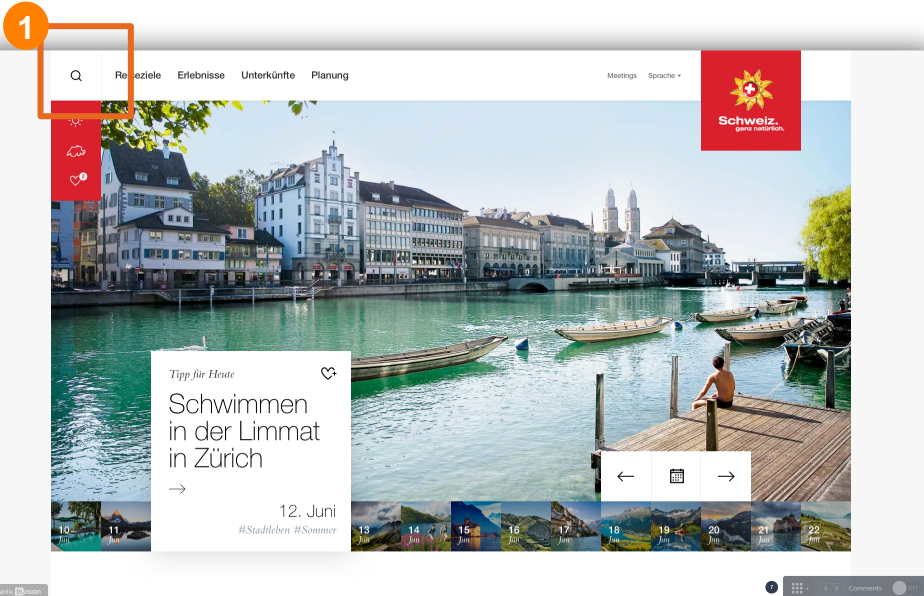 1
Reiseziele Erlebnisse Unterkünfte Planung
Meetings Sprache
Schweiz.
ganz natürlich.
2
Tipp für Heute
Schwimmen
in der Limmat
in Zürich
12. Juni
#Stadtleben #Sommer
10 Jun
11 Jun
13 Jun
14 Jun
15 Jun
16 Jun
17 Jun
18 Jun
19 Jun
20 Jun
21 Jun
22 Jun
invision
?
Comments